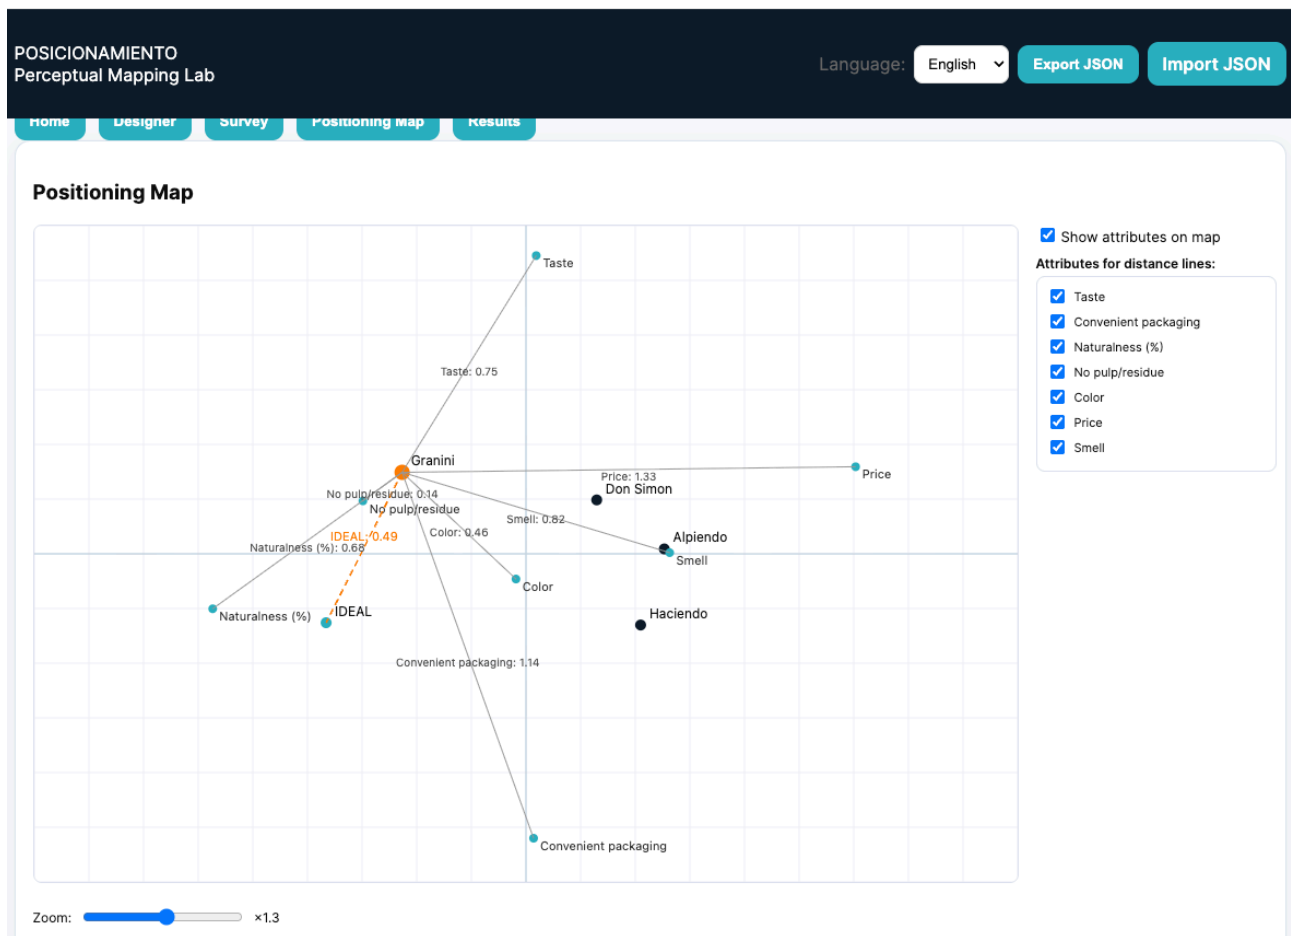 POSICIONAMIENTO
Perceptual Mapping Lab
Language:
English
Export JSON
Import JSON
Home
Designer
Survey
Positioning Map
Results
Positioning Map
Show attributes on map
Attributes for distance lines:
Taste
Convenient packaging
Naturalness (%)
No pulp/residue
Color
Price
Smell
Taste
Taste: 0.75
Granini
Price
Price: 1.33
Don Simon
No pulp/residue: 0.14
No pulp/residue
Smell: 0.82
IDEAL: 0.49
Color: 0.46
Alpiendo
Naturalness (%): 0.68
Smell
Color
IDEAL
Haciendo
Naturalness (%)
Convenient packaging: 1.14
Convenient packaging
Zoom:
×1.3